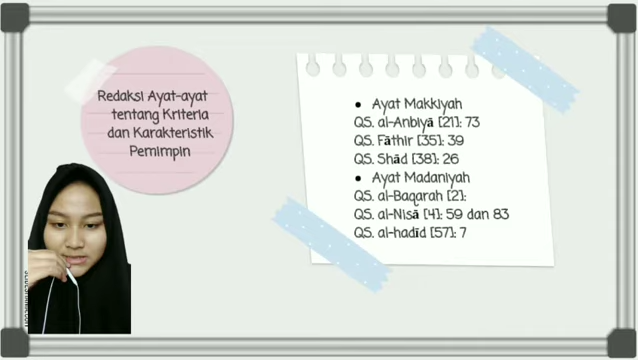 Redaksi Ayat-ayat
tentang Kriteria
dan Karakteristik
Pemimpin
• Ayat Makkiyah
QS. al-Anbiyā [21]: 73
QS. Fāthir [35]: 39
QS. Shād [38]: 26
• Ayat Madaniyah
QS. al-Baqarah [2]:
QS. al-Nisā [4]: 59 dan 83
QS. al-hadīd [57]: 7